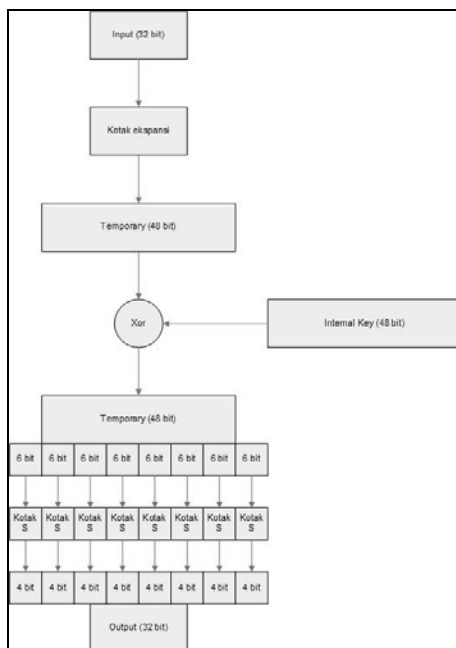 Input (32 bit)
Kotak ekspansi
Temporary (48 bit)
Xor
Internal Key (48 bit)
Temporary (48 bit)
6 bit 6 bit 6 bit 6 bit 6 bit 6 bit 6 bit 6 bit
Kotak Kotak Kotak Kotak Kotak Kotak Kotak Kotak
S S S S S S S S
4 bit 4 bit 4 bit 4 bit 4 bit 4 bit 4 bit 4 bit
Output (32 bit)